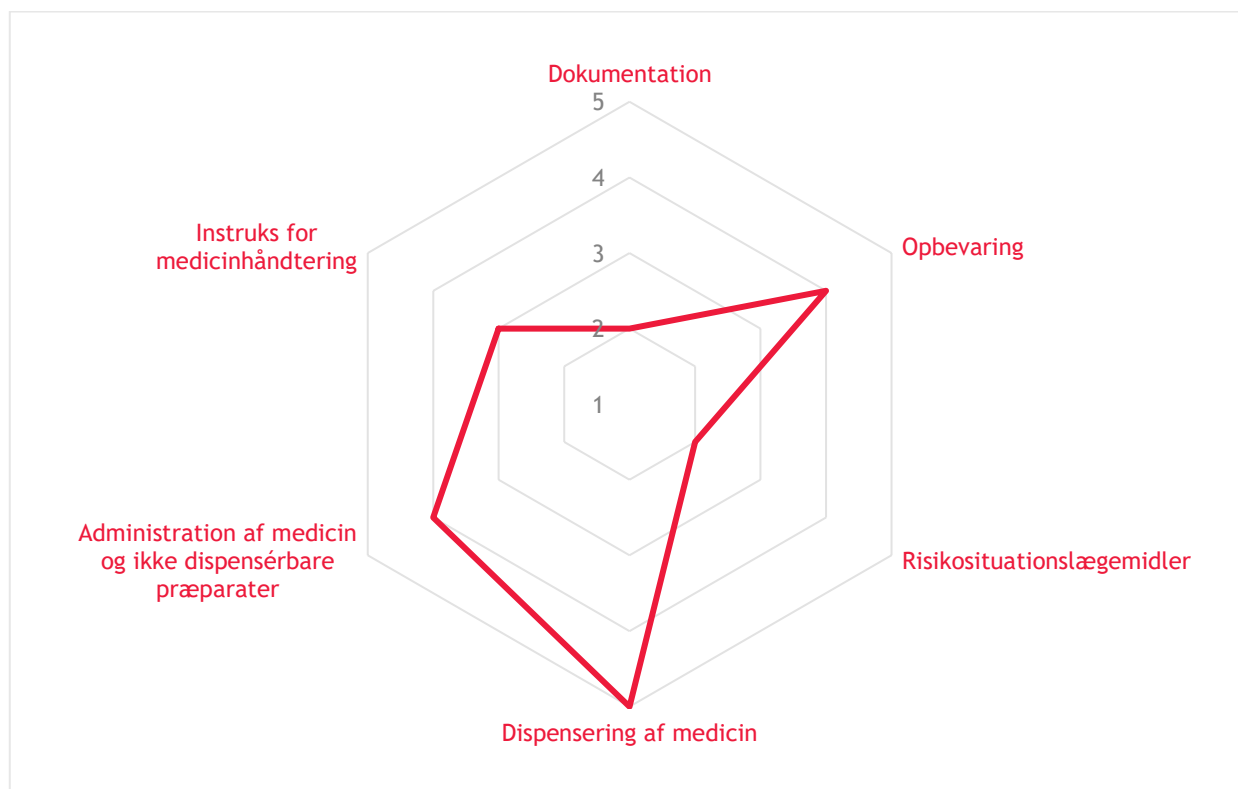 Dokumentation
5
4
Instruks for
medicinhåndtering
Opbevaring
3
2
1
Administration af medicin
og ikke dispensérbare
præparater
Risikosituationslægemidler
Dispensering af medicin